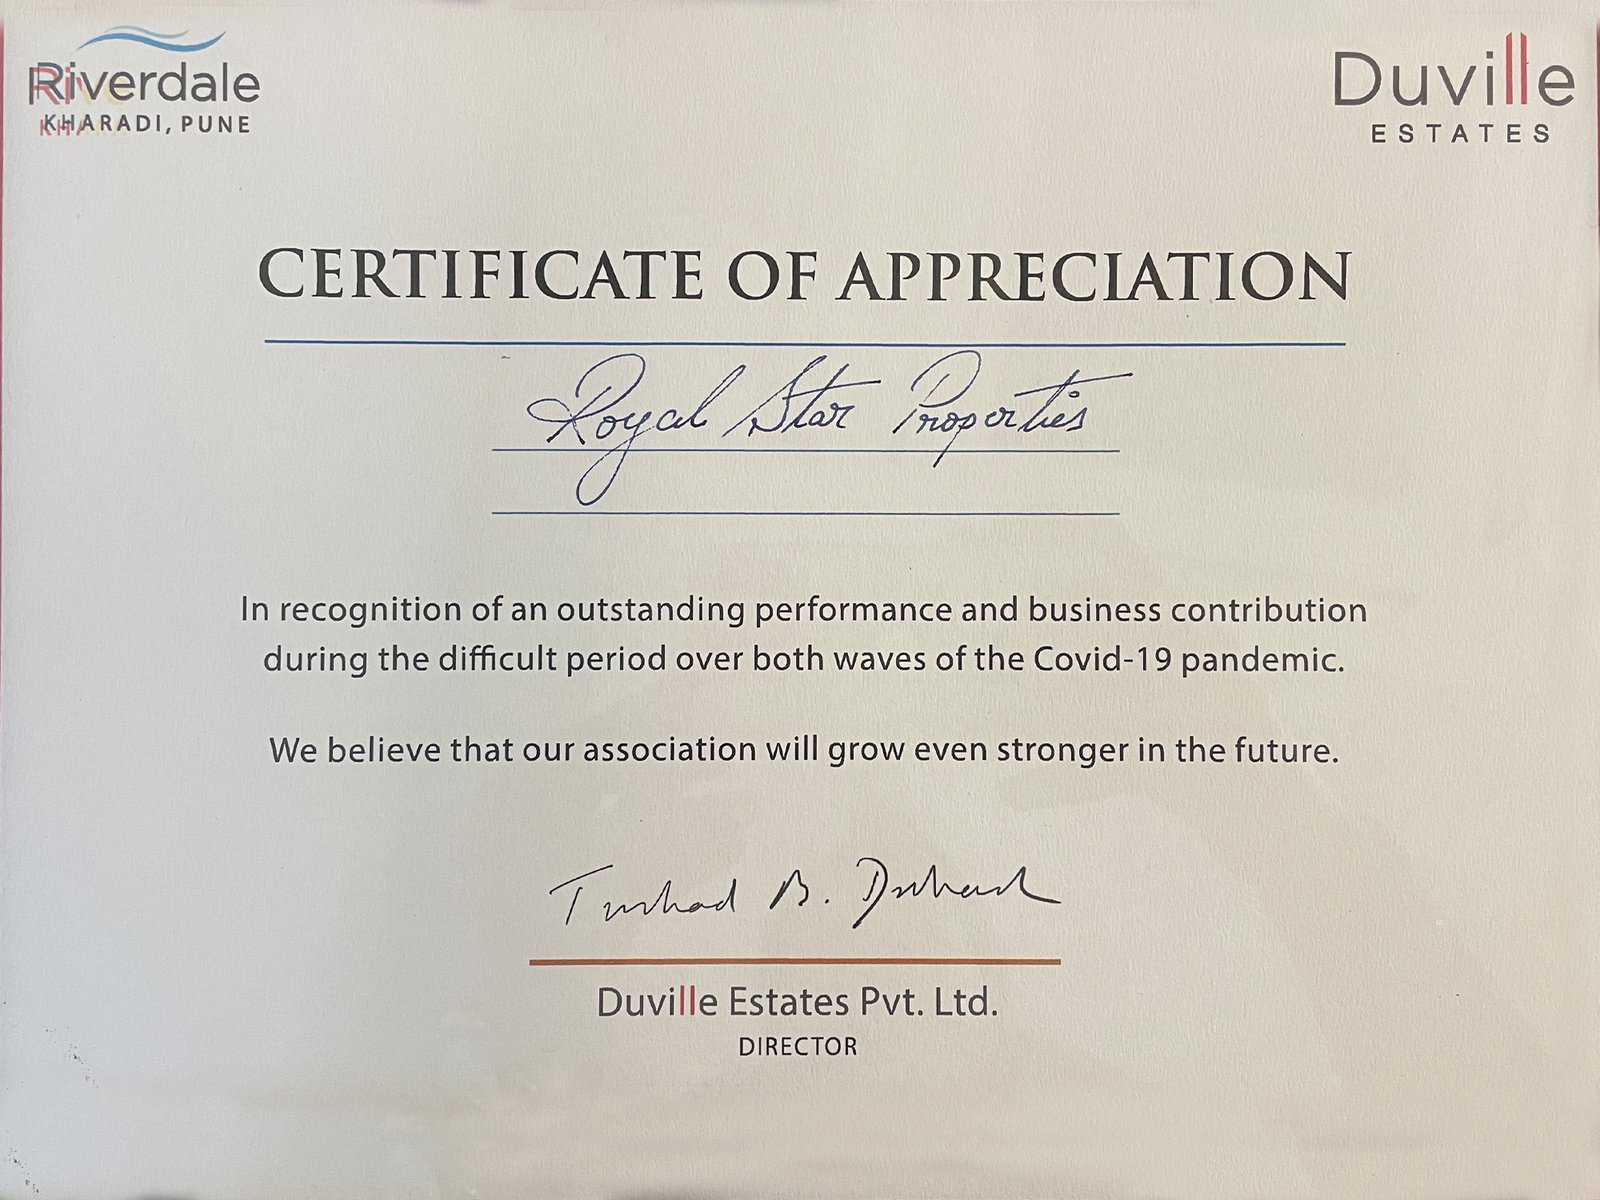 Riverdale
KHARADI, PUNE
Duville
ESTATES
CERTIFICATE OF APPRECIATION
Royal Star Properties
In recognition of an outstanding performance and business contribution
during the difficult period over both waves of the Covid-19 pandemic.
We believe that our association will grow even stronger in the future.
B.
Duville Estates Pvt. Ltd.
DIRECTOR